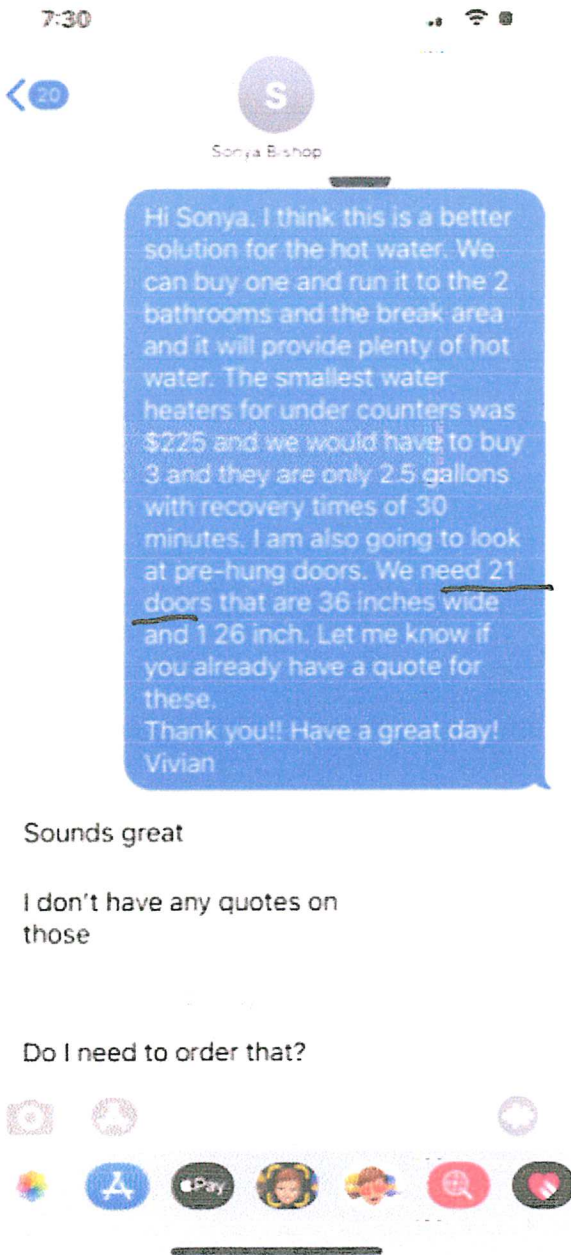 7:30
20
S
Sonya Bishop
Hi Sonya. I think this is a better
solution for the hot water. We
can buy one and run it to the 2
bathrooms and the break area
and it will provide plenty of hot
water. The smallest water
heaters for under counters was
$225 and we would have to buy
3 and they are only 2.5 gallons
with recovery times of 30
minutes. I am also going to look
at pre-hung doors. We need 21
doors that are 36 inches wide
and 1 26 inch. Let me know if
you already have a quote for
these.
Thank you!! Have a great day!
Vivian
Sounds great
I don't have any quotes on
those
Do I need to order that?
Pay